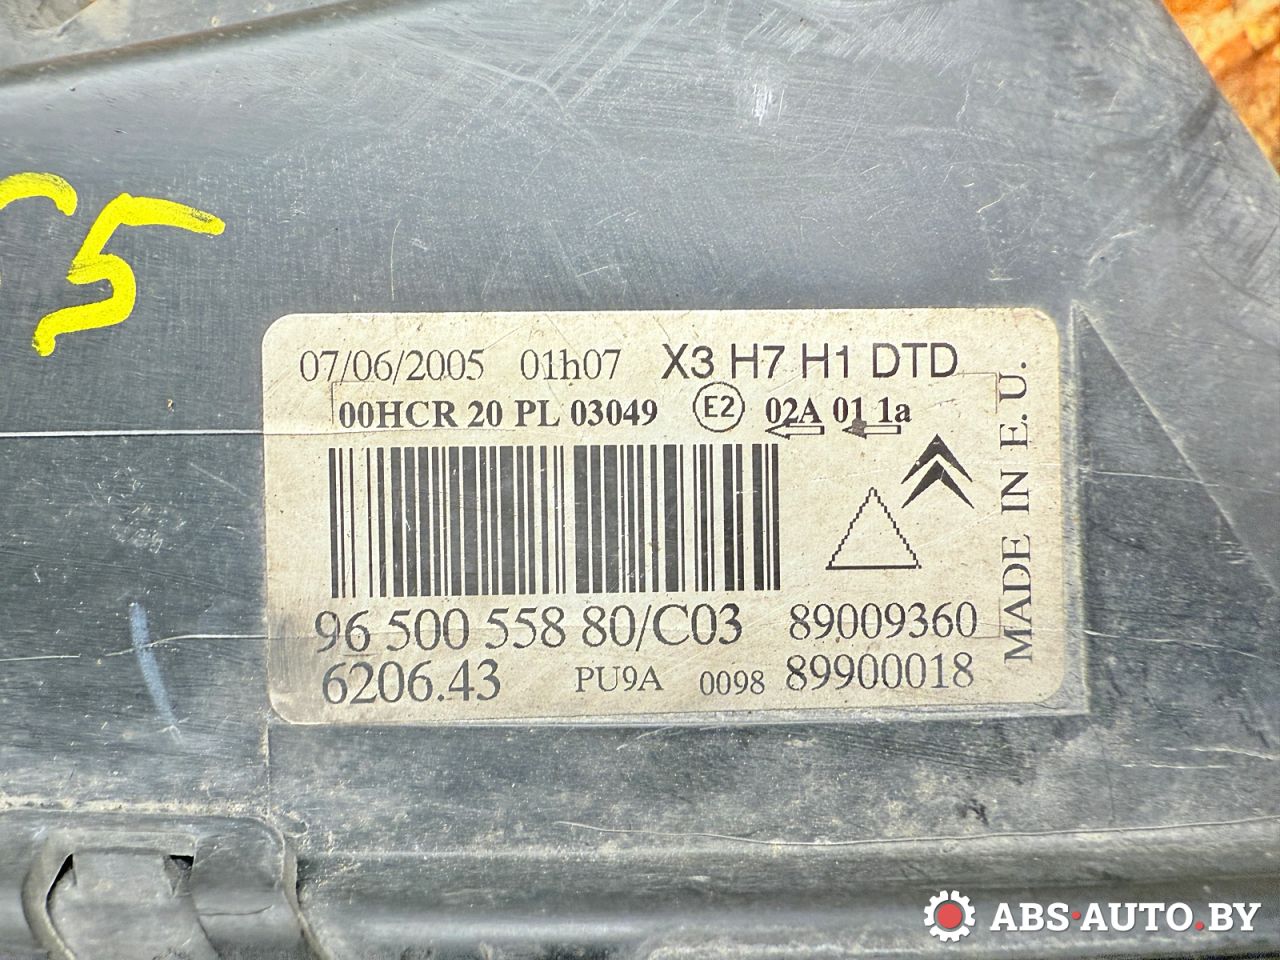 C5
07/06/2005 01h07 X3 H7 H1 DTD
00HCR 20 PL 03049 E2 02A 01 1a
96 500 558 80/C03 89009360
6206.43 PU9A 0098 89900018
MADE IN E.U.
ABS·AUTO.BY